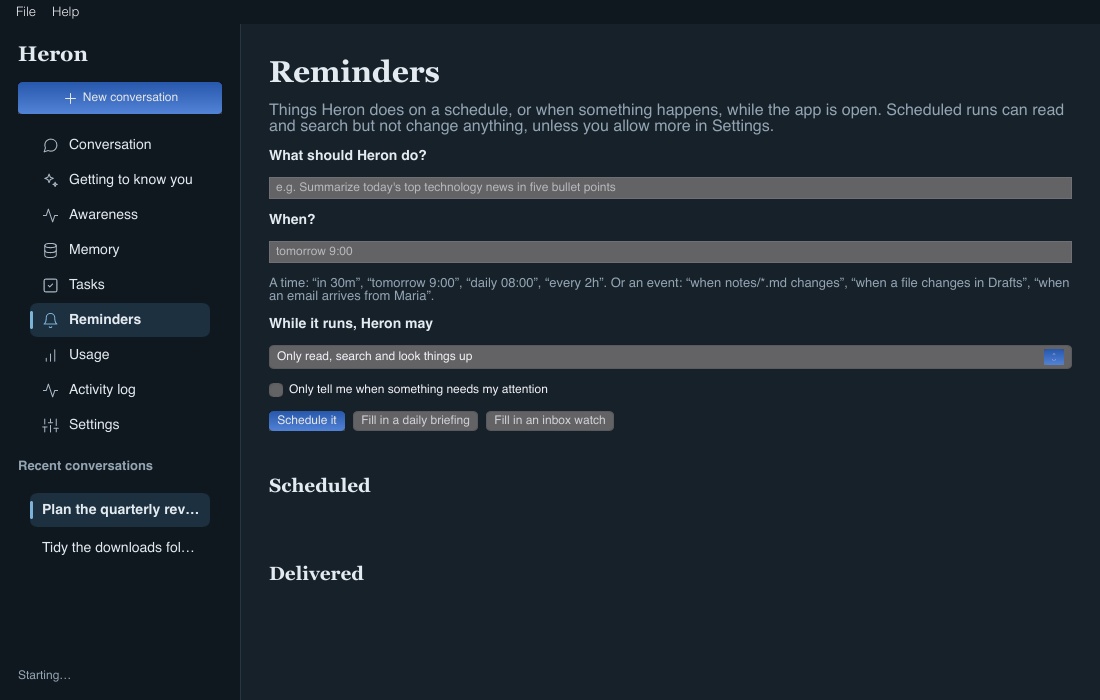 File Help
Heron
New conversation
Conversation
Getting to know you
Awareness
Memory
Tasks
Reminders
Usage
Activity log
Settings
Recent conversations
Plan the quarterly rev…
Tidy the downloads fol…
Starting…
Reminders
Things Heron does on a schedule, or when something happens, while the app is open. Scheduled runs can read
and search but not change anything, unless you allow more in Settings.
What should Heron do?
e.g. Summarize today's top technology news in five bullet points
When?
tomorrow 9:00
A time: “in 30m”, “tomorrow 9:00”, “daily 08:00”, “every 2h”. Or an event: “when notes/*.md changes”, “when a file changes in Drafts”, “when
an email arrives from Maria”.
While it runs, Heron may
Only read, search and look things up
Only tell me when something needs my attention
Schedule it Fill in a daily briefing Fill in an inbox watch
Scheduled
Delivered